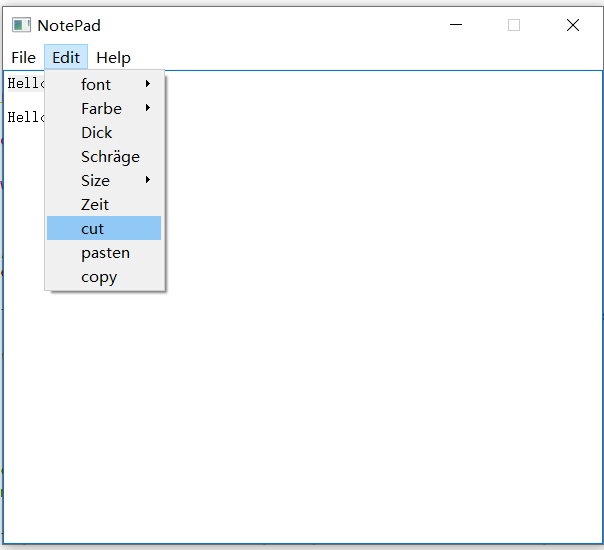 NotePad
File Edit Help
Hello
font
Farbe
Hello
Dick
Schräge
Size
Zeit
cut
pasten
copy